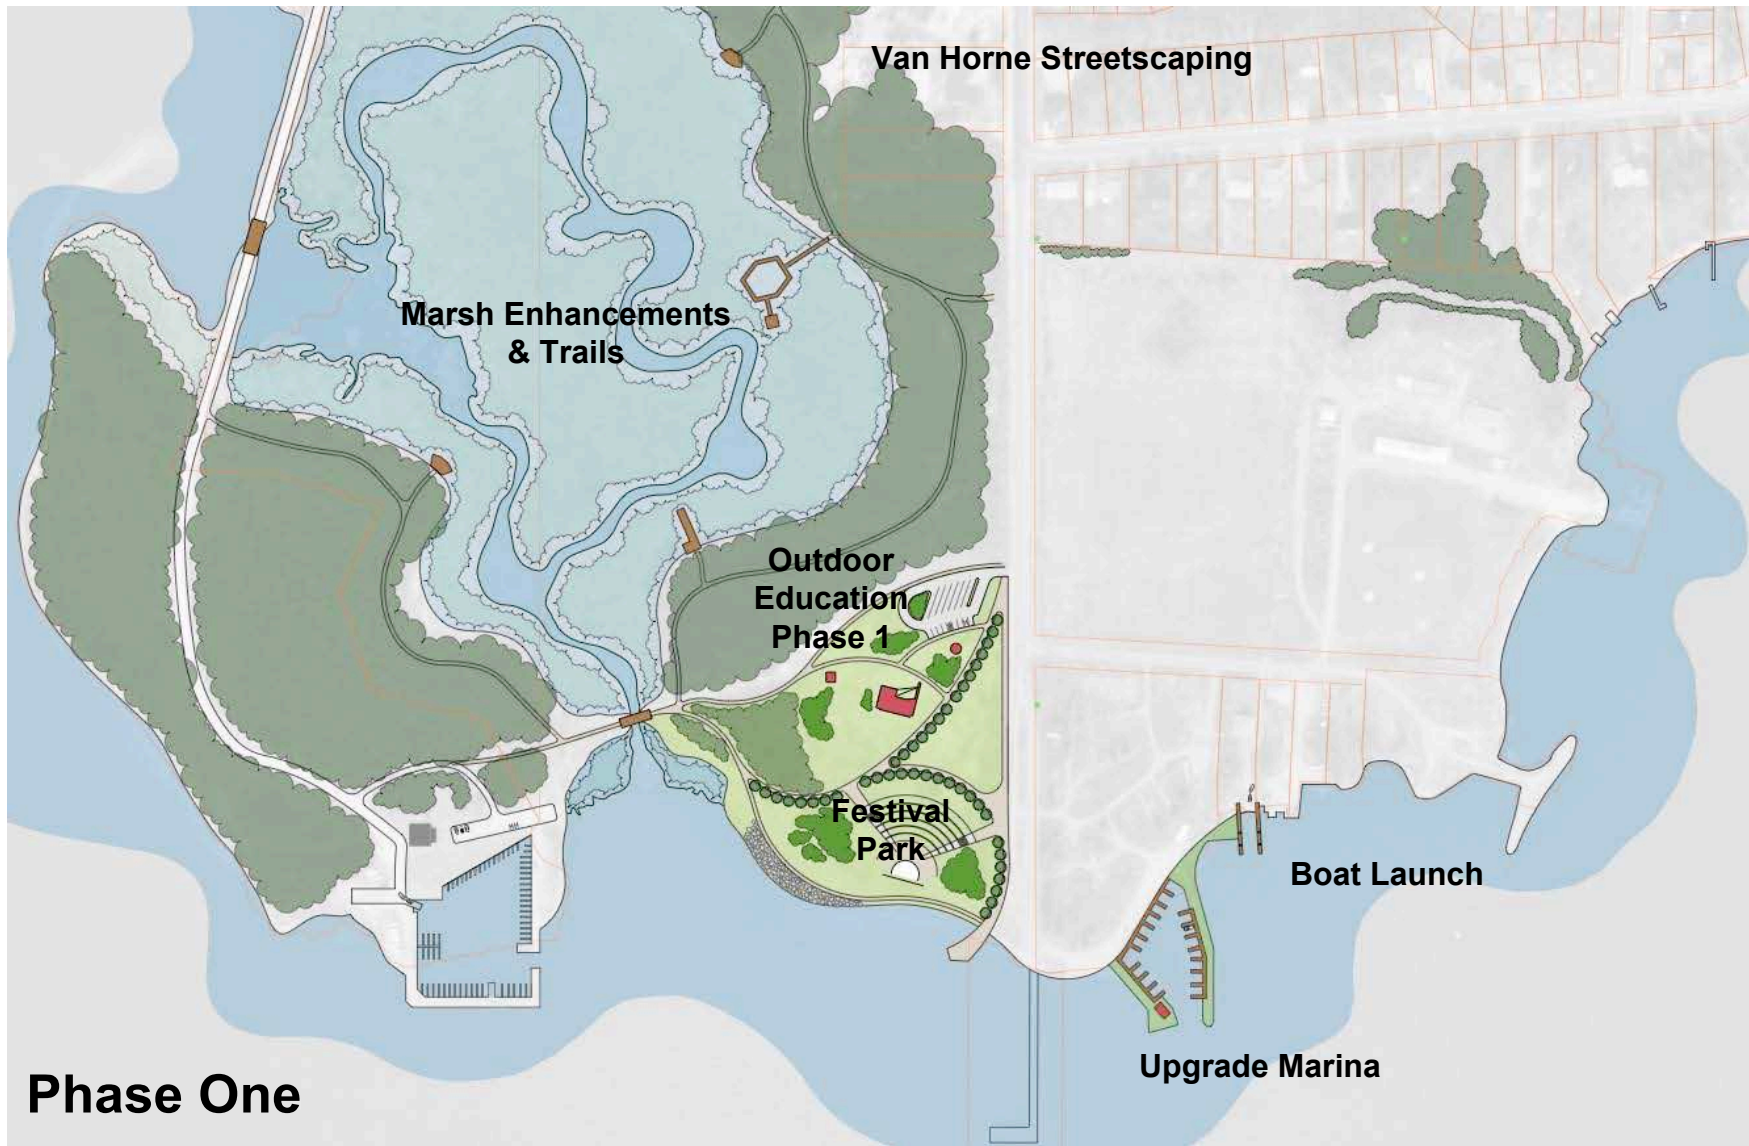 Van Horne Streetscaping
Marsh Enhancements
& Trails
Outdoor
Education
Phase 1
Festival
Park
Boat Launch
Upgrade Marina
Phase One